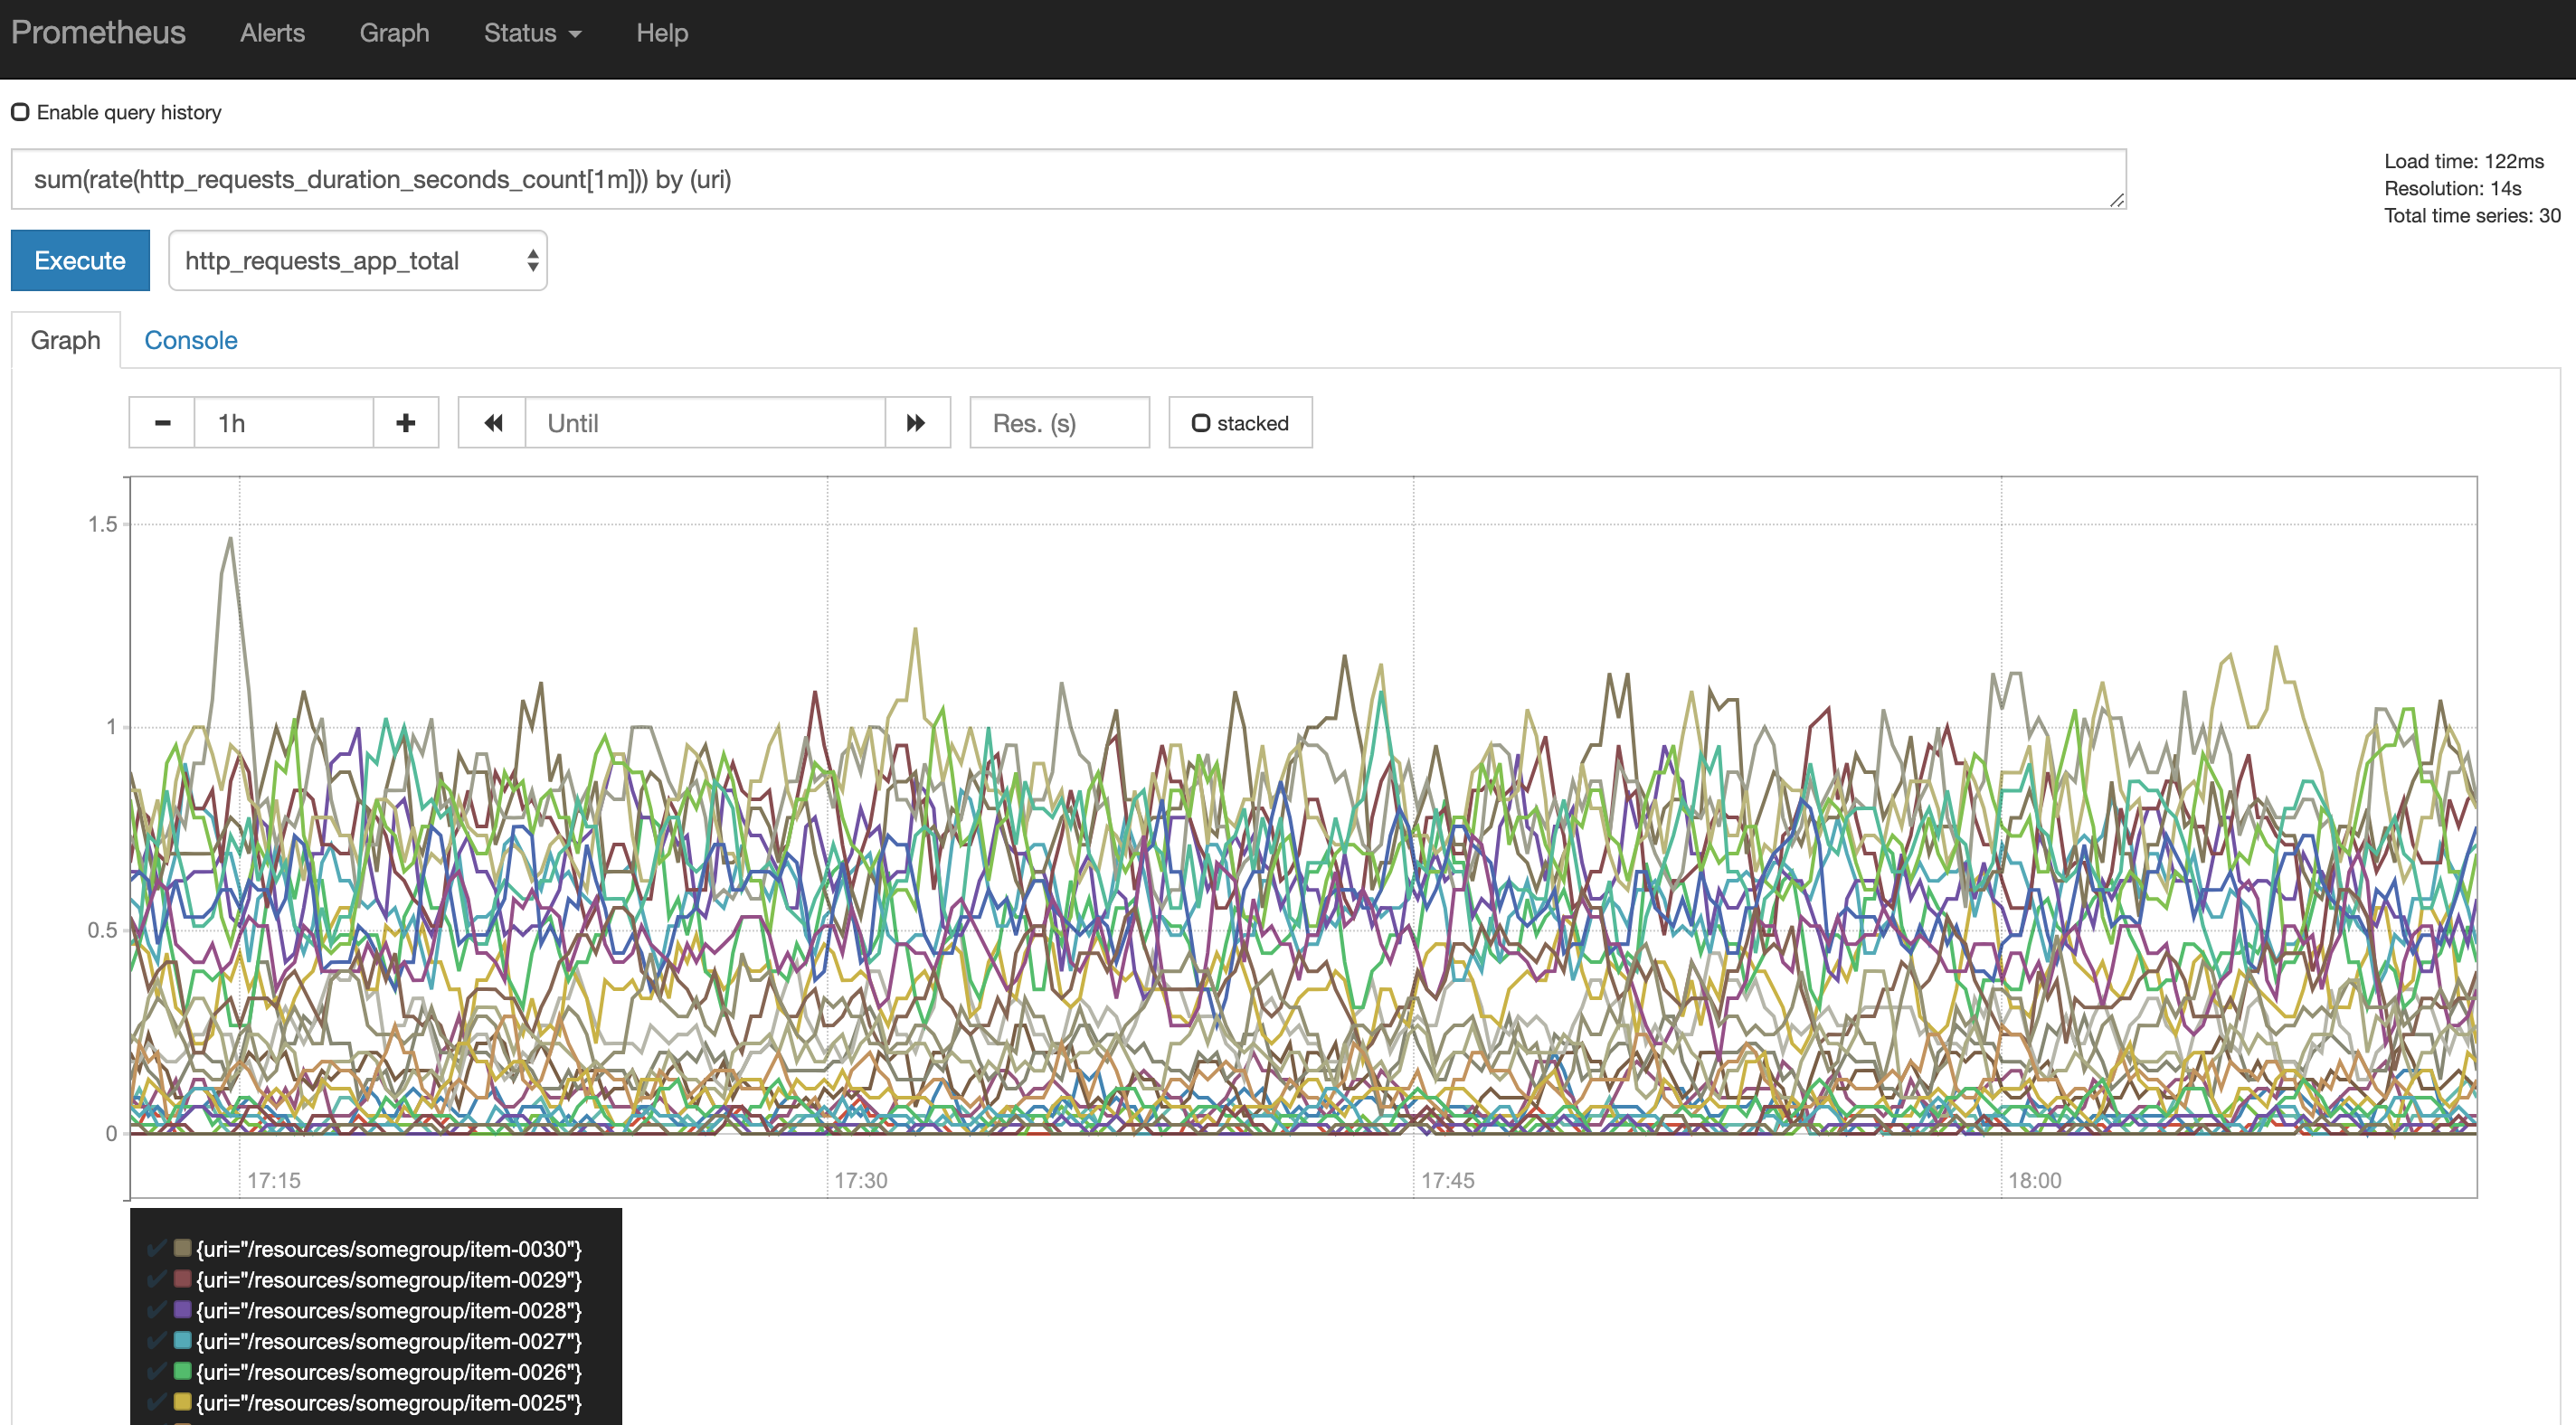 Prometheus Alerts Graph Status Help
Enable query history
sum(rate(http_requests_duration_seconds_count[1m])) by (uri)
Load time: 122ms
Resolution: 14s
Total time series: 30
Execute http_requests_app_total
Graph Console
1h Until Res. (s) stacked
1.5
1
0.5
0
17:15 17:30 17:45 18:00
{uri="/resources/somegroup/item-0030"}
{uri="/resources/somegroup/item-0029"}
{uri="/resources/somegroup/item-0028"}
{uri="/resources/somegroup/item-0027"}
{uri="/resources/somegroup/item-0026"}
{uri="/resources/somegroup/item-0025"}